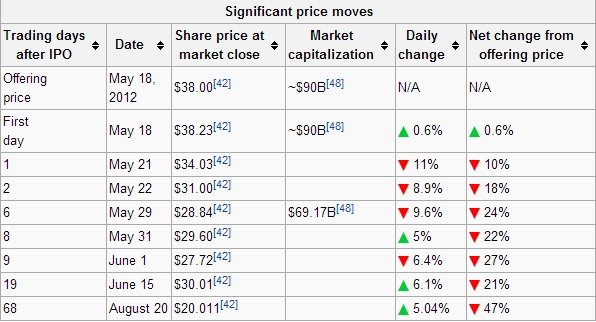 Significant price moves
Trading days after IPO Date Share price at market close Market capitalization Daily change Net change from offering price
Offering price May 18, 2012 $38.00[42] ~$90B[48] N/A N/A
First day May 18 $38.23[42] ~$90B[48] ▲ 0.6% ▲ 0.6%
1 May 21 $34.03[42] ▼ 11% ▼ 10%
2 May 22 $31.00[42] ▼ 8.9% ▼ 18%
6 May 29 $28.84[42] $69.17B[48] ▼ 9.6% ▼ 24%
8 May 31 $29.60[42] ▲ 5% ▼ 22%
9 June 1 $27.72[42] ▼ 6.4% ▼ 27%
19 June 15 $30.01[42] ▲ 6.1% ▼ 21%
68 August 20 $20.011[42] ▲ 5.04% ▼ 47%